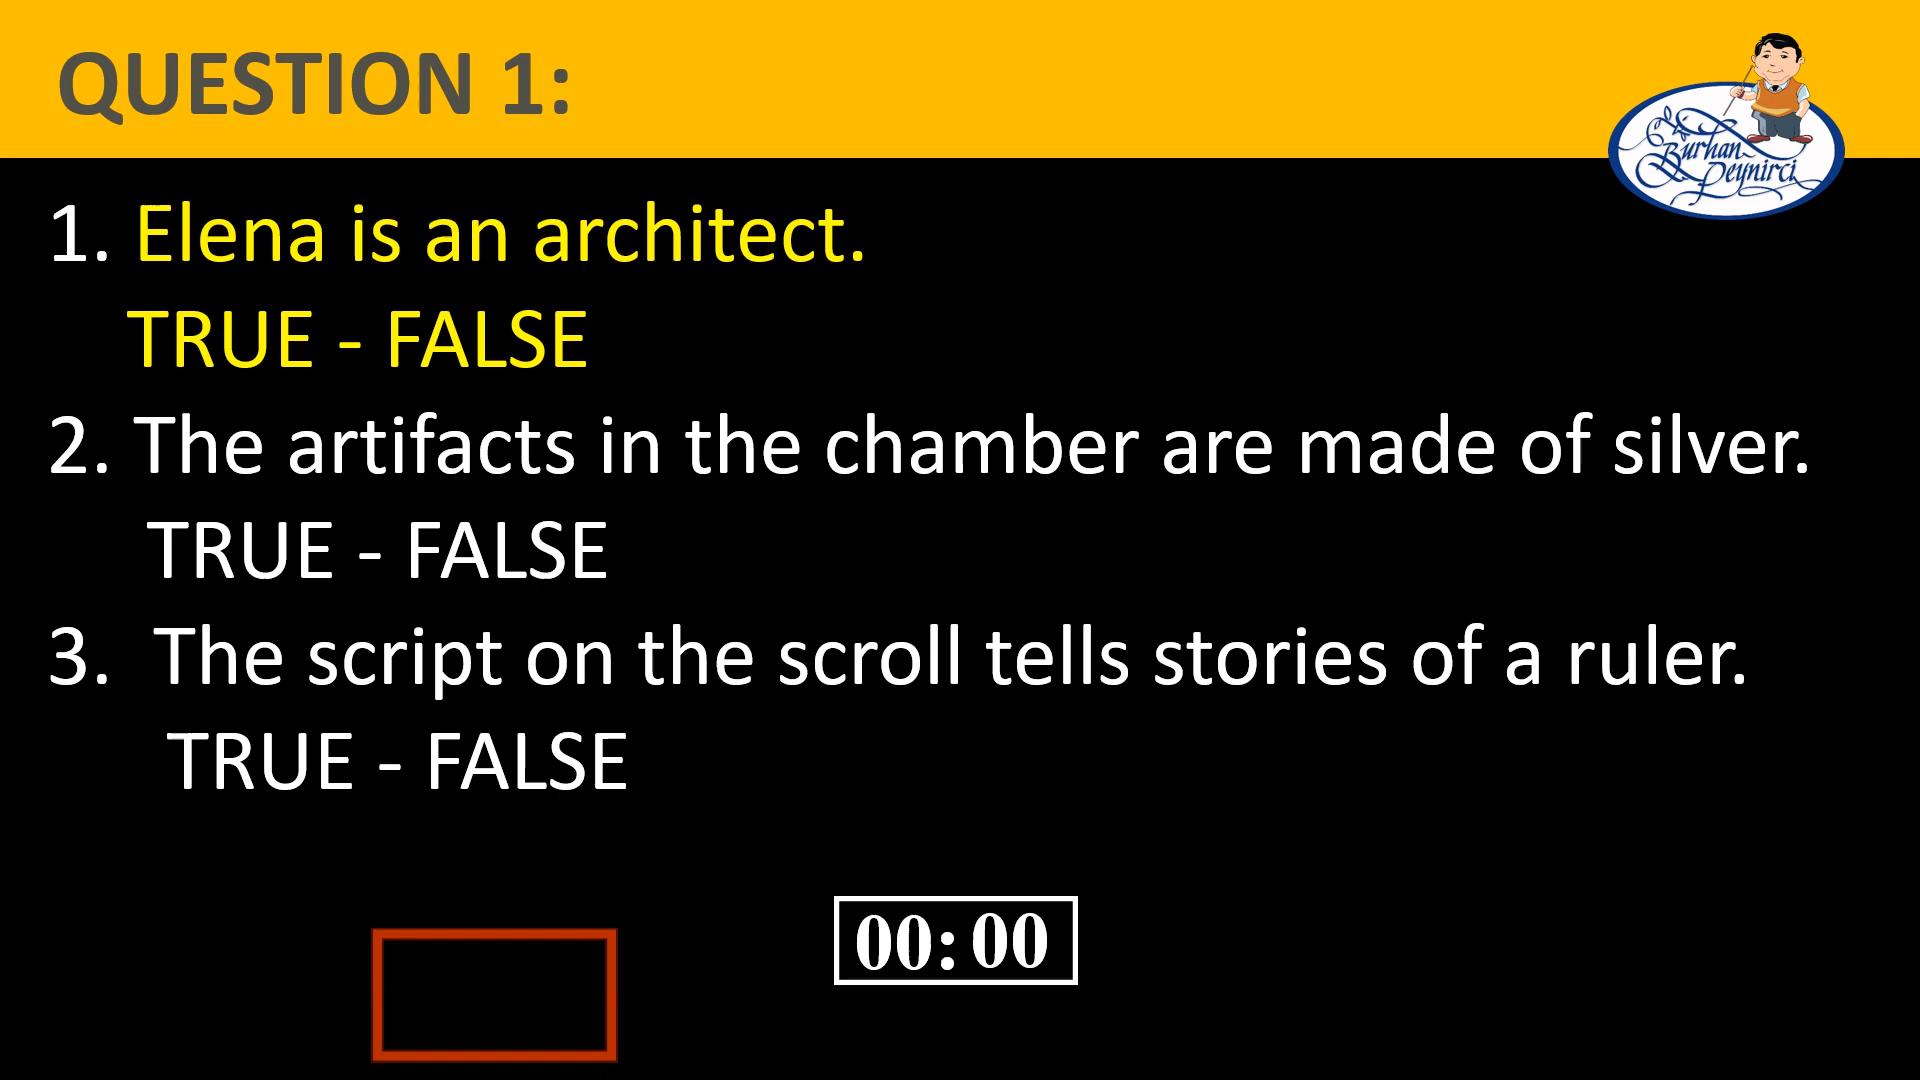 QUESTION 1:
Burhan
Peynirci
1. Elena is an architect.
TRUE - FALSE
2. The artifacts in the chamber are made of silver.
TRUE - FALSE
3. The script on the scroll tells stories of a ruler.
TRUE - FALSE
00:00